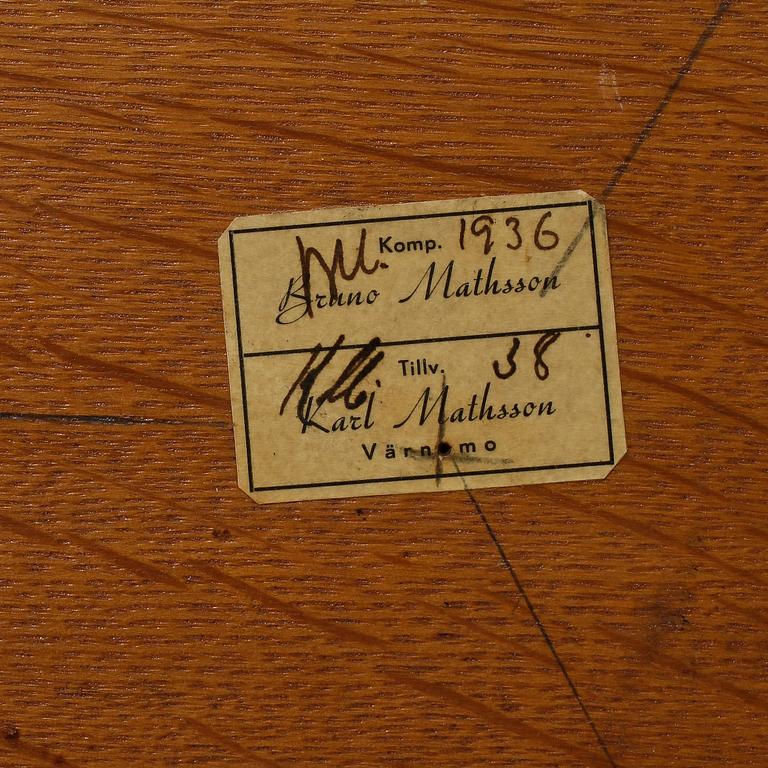 Komp. 1936
Bruno Mathsson
Tillv. 38
Karl Mathsson
Värnamo